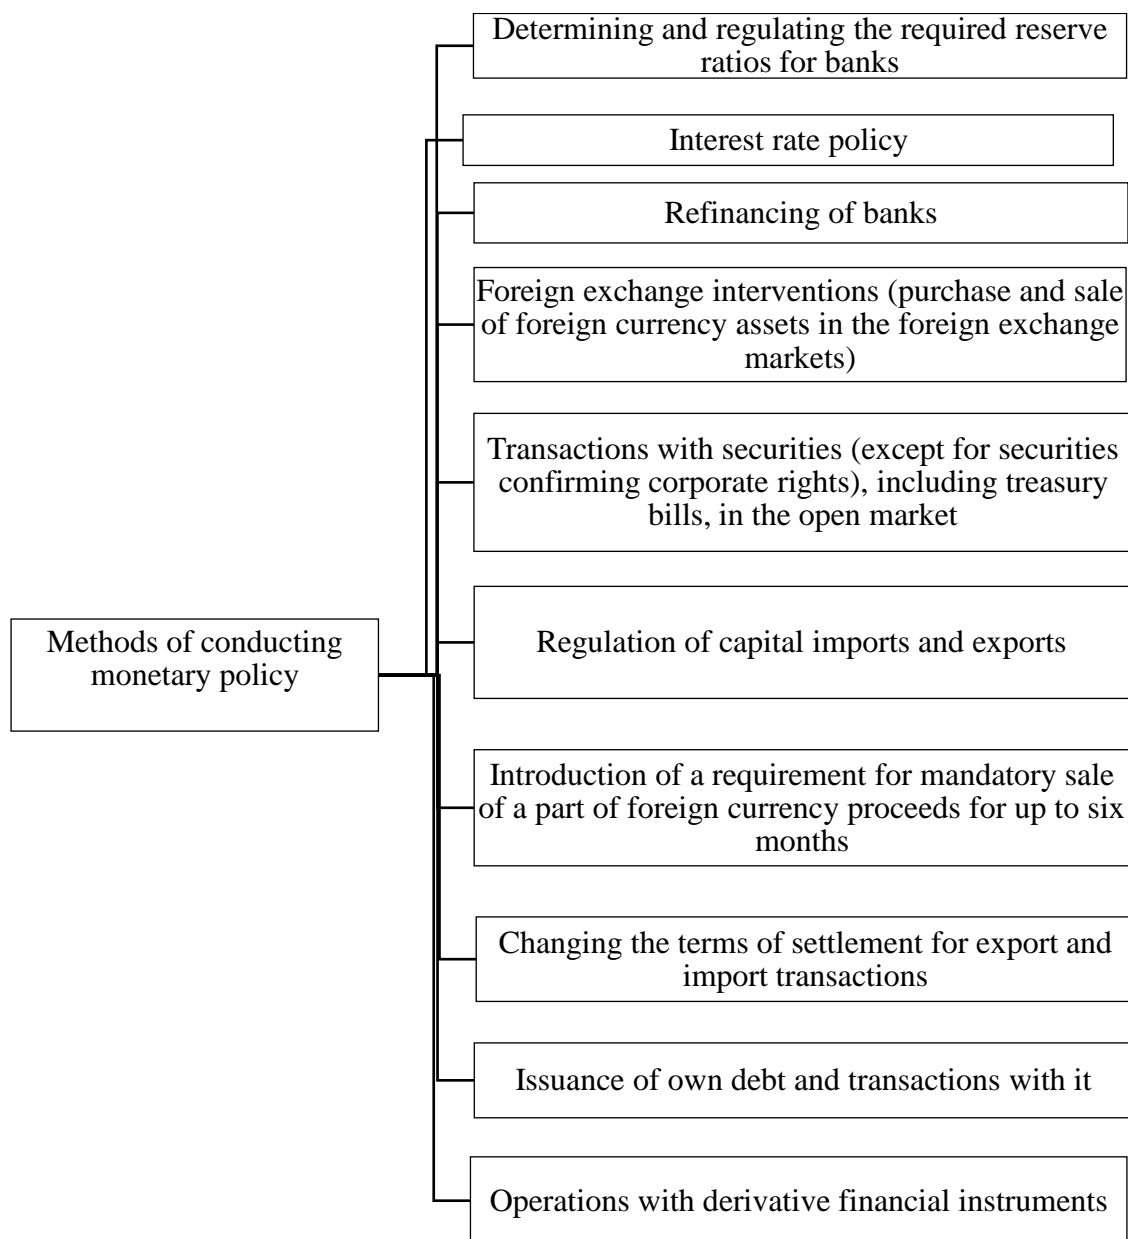 Determining and regulating the required reserve
ratios for banks
Interest rate policy
Refinancing of banks
Foreign exchange interventions (purchase and sale
of foreign currency assets in the foreign exchange
markets)
Transactions with securities (except for securities
confirming corporate rights), including treasury
bills, in the open market
Methods of conducting
monetary policy
Regulation of capital imports and exports
Introduction of a requirement for mandatory sale
of a part of foreign currency proceeds for up to six
months
Changing the terms of settlement for export and
import transactions
Issuance of own debt and transactions with it
Operations with derivative financial instruments